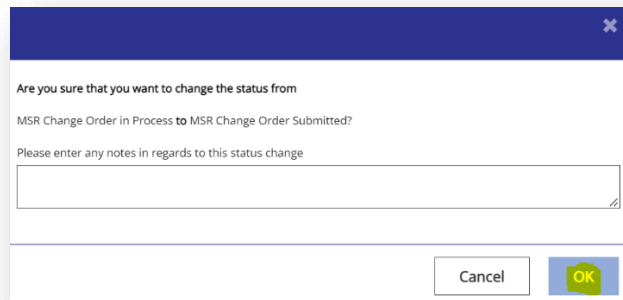 Are you sure that you want to change the status from
MSR Change Order in Process to MSR Change Order Submitted?
Please enter any notes in regards to this status change
Cancel OK